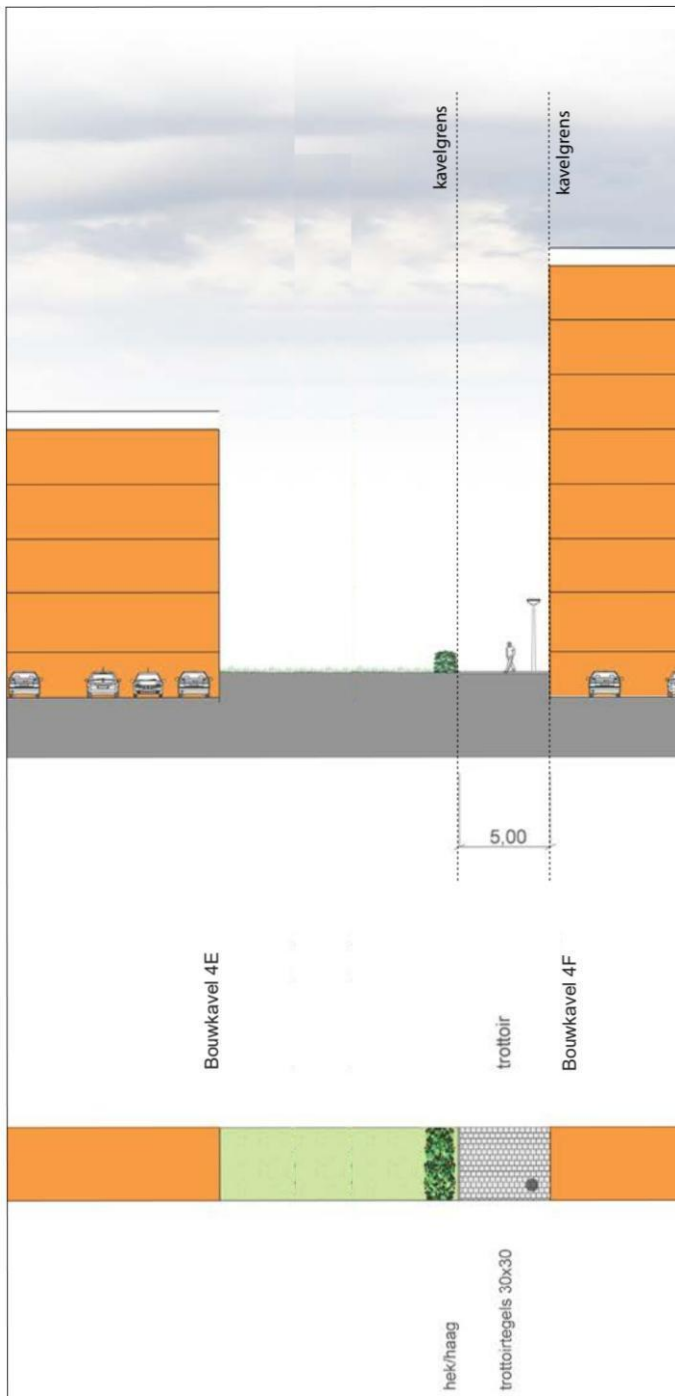 kavelgrens
kavelgrens
5,00
Bouwkavel 4E
trottoir
Bouwkavel 4F
hek/haag
trottoirtegels 30x30